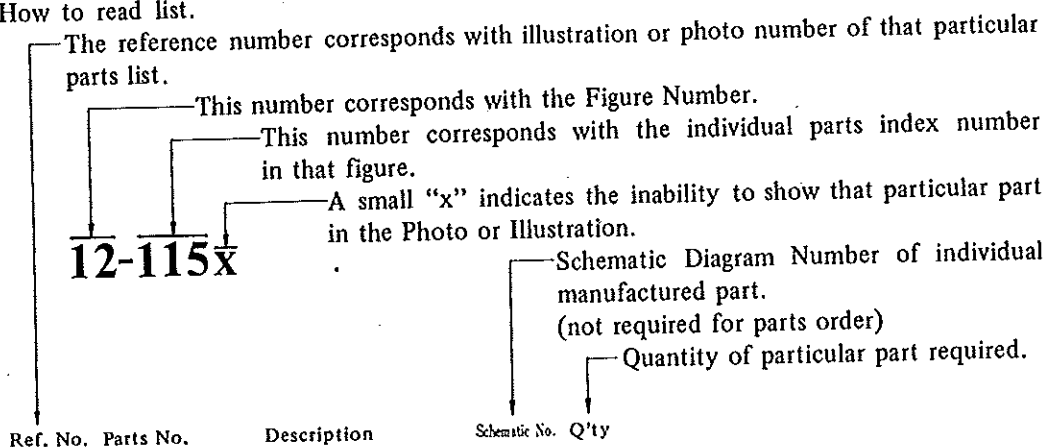 How to read list.
The reference number corresponds with illustration or photo number of that particular
parts list.
This number corresponds with the Figure Number.
This number corresponds with the individual parts index number
in that figure.
A small “x” indicates the inability to show that particular part
in the Photo or Illustration.
12-115x
Schematic Diagram Number of individual
manufactured part.
(not required for parts order)
Quantity of particular part required.
Ref. No. Parts No. Description Schematic No. Q'ty